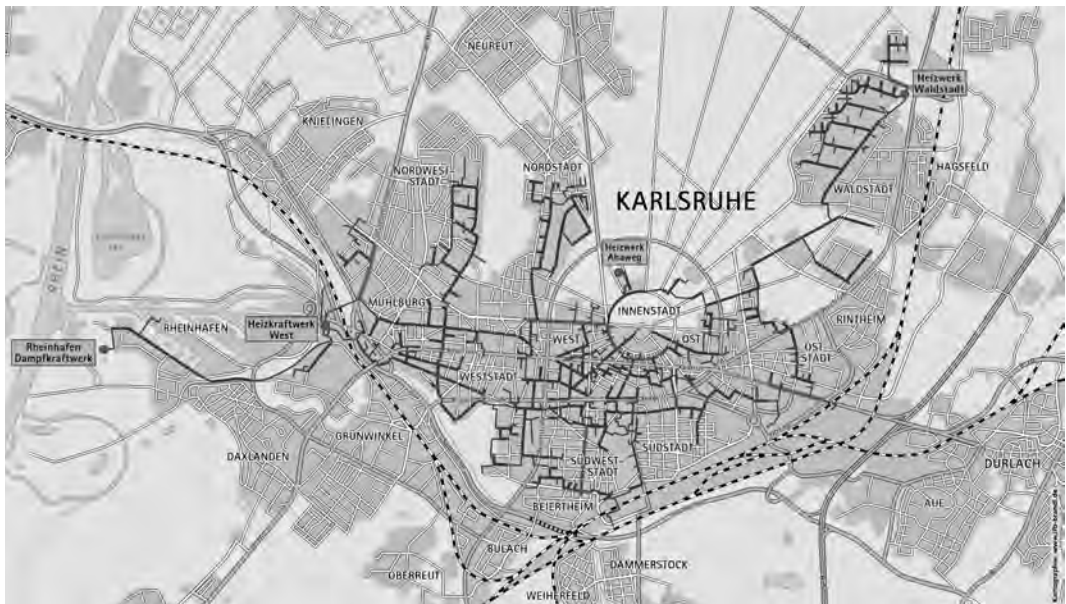 NEUREUT
Heizwerk
Waldstadt
KNIELINGEN
NORDWEST-
STADT
NORDSTADT
HAGSFELD
WALDSTADT
KARLSRUHE
RHEIN
Heizwerk
Ahaweg
MÜHLBURG
INNENSTADT
RHEINHAFEN
Heizkraftwerk
West
WEST
OST
RINTHEIM
Rheinhafen
Dampfkraftwerk
OST-
STADT
WESTSTADT
GRÜNWINKEL
DAXLANDEN
SÜDSTADT
SÜDWEST-
STADT
DURLACH
BEIERTHEIM
AUE
BULACH
OBERREUT
DAMMERSTOCK
WEIHERFELD